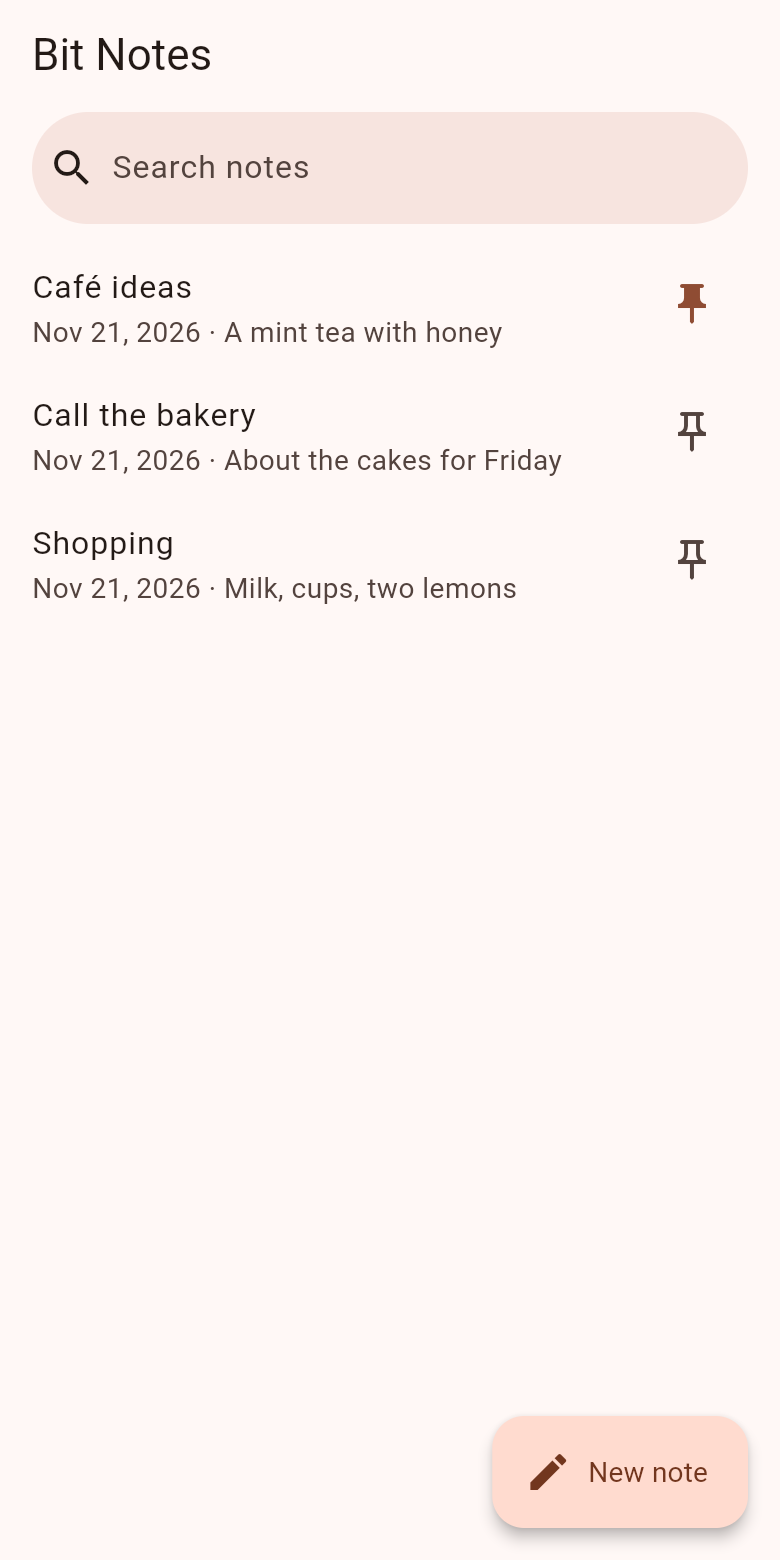 Bit Notes
Search notes
Café ideas
Nov 21, 2026 · A mint tea with honey
Call the bakery
Nov 21, 2026 · About the cakes for Friday
Shopping
Nov 21, 2026 · Milk, cups, two lemons
New note